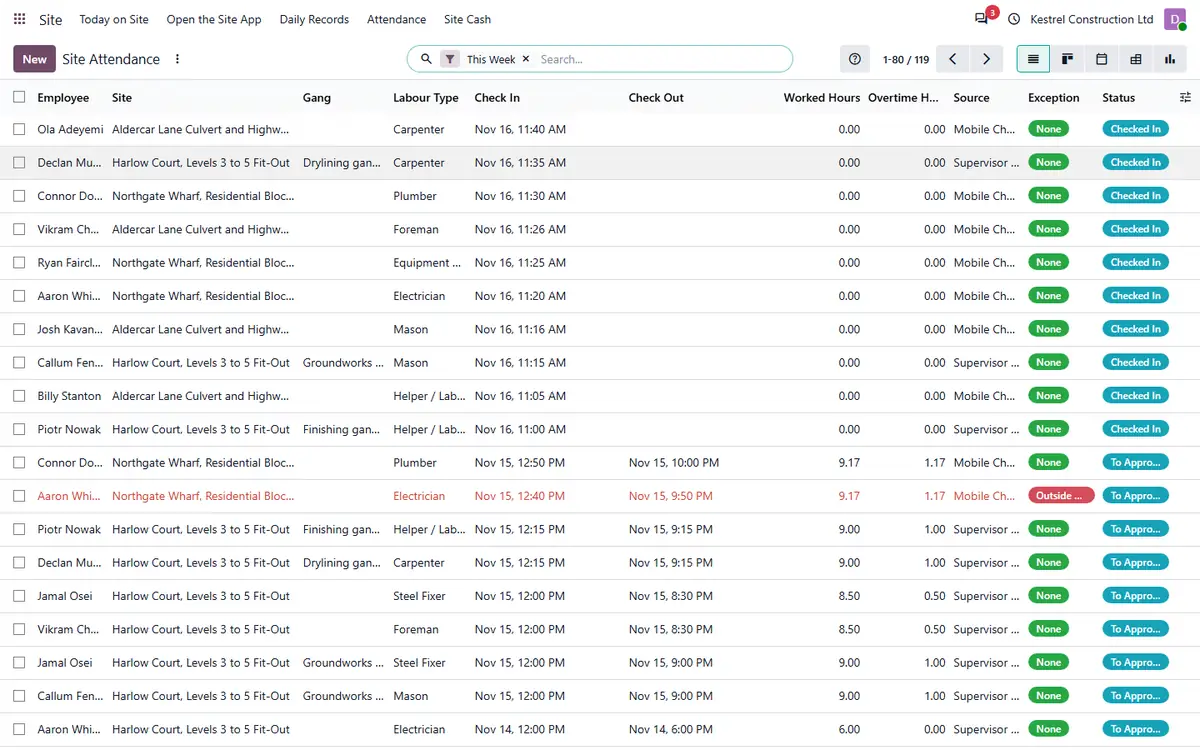 Site Today on Site Open the Site App Daily Records Attendance Site Cash 3 Kestrel Construction Ltd D
New Site Attendance This Week × Search... 1-80 / 119
Employee Site Gang Labour Type Check In Check Out Worked Hours Overtime H... Source Exception Status
Ola Adeyemi Aldercar Lane Culvert and Highw... Carpenter Nov 16, 11:40 AM 0.00 0.00 Mobile Ch... None Checked In
Declan Mu... Harlow Court, Levels 3 to 5 Fit-Out Drylining gan... Carpenter Nov 16, 11:35 AM 0.00 0.00 Supervisor ... None Checked In
Connor Do... Northgate Wharf, Residential Bloc... Plumber Nov 16, 11:30 AM 0.00 0.00 Mobile Ch... None Checked In
Vikram Ch... Aldercar Lane Culvert and Highw... Foreman Nov 16, 11:26 AM 0.00 0.00 Mobile Ch... None Checked In
Ryan Faircl... Northgate Wharf, Residential Bloc... Equipment ... Nov 16, 11:25 AM 0.00 0.00 Mobile Ch... None Checked In
Aaron Whi... Northgate Wharf, Residential Bloc... Electrician Nov 16, 11:20 AM 0.00 0.00 Mobile Ch... None Checked In
Josh Kavan... Aldercar Lane Culvert and Highw... Mason Nov 16, 11:16 AM 0.00 0.00 Mobile Ch... None Checked In
Callum Fen... Harlow Court, Levels 3 to 5 Fit-Out Groundworks ... Mason Nov 16, 11:15 AM 0.00 0.00 Supervisor ... None Checked In
Billy Stanton Aldercar Lane Culvert and Highw... Helper / Lab... Nov 16, 11:05 AM 0.00 0.00 Mobile Ch... None Checked In
Piotr Nowak Harlow Court, Levels 3 to 5 Fit-Out Finishing gan... Helper / Lab... Nov 16, 11:00 AM 0.00 0.00 Supervisor ... None Checked In
Connor Do... Northgate Wharf, Residential Bloc... Plumber Nov 15, 12:50 PM Nov 15, 10:00 PM 9.17 1.17 Mobile Ch... None To Appro...
Aaron Whi... Northgate Wharf, Residential Bloc... Electrician Nov 15, 12:40 PM Nov 15, 9:50 PM 9.17 1.17 Mobile Ch... Outside ... To Appro...
Piotr Nowak Harlow Court, Levels 3 to 5 Fit-Out Finishing gan... Helper / Lab... Nov 15, 12:15 PM Nov 15, 9:15 PM 9.00 1.00 Supervisor ... None To Appro...
Declan Mu... Harlow Court, Levels 3 to 5 Fit-Out Drylining gan... Carpenter Nov 15, 12:15 PM Nov 15, 9:15 PM 9.00 1.00 Supervisor ... None To Appro...
Jamal Osei Harlow Court, Levels 3 to 5 Fit-Out Steel Fixer Nov 15, 12:00 PM Nov 15, 8:30 PM 8.50 0.50 Supervisor ... None To Appro...
Vikram Ch... Harlow Court, Levels 3 to 5 Fit-Out Foreman Nov 15, 12:00 PM Nov 15, 8:30 PM 8.50 0.50 Supervisor ... None To Appro...
Jamal Osei Harlow Court, Levels 3 to 5 Fit-Out Groundworks ... Steel Fixer Nov 15, 12:00 PM Nov 15, 9:00 PM 9.00 1.00 Supervisor ... None To Appro...
Callum Fen... Harlow Court, Levels 3 to 5 Fit-Out Groundworks ... Mason Nov 15, 12:00 PM Nov 15, 9:00 PM 9.00 1.00 Supervisor ... None To Appro...
Aaron Whi... Harlow Court, Levels 3 to 5 Fit-Out Electrician Nov 14, 12:00 PM Nov 14, 6:00 PM 6.00 0.00 Supervisor ... None To Appro...